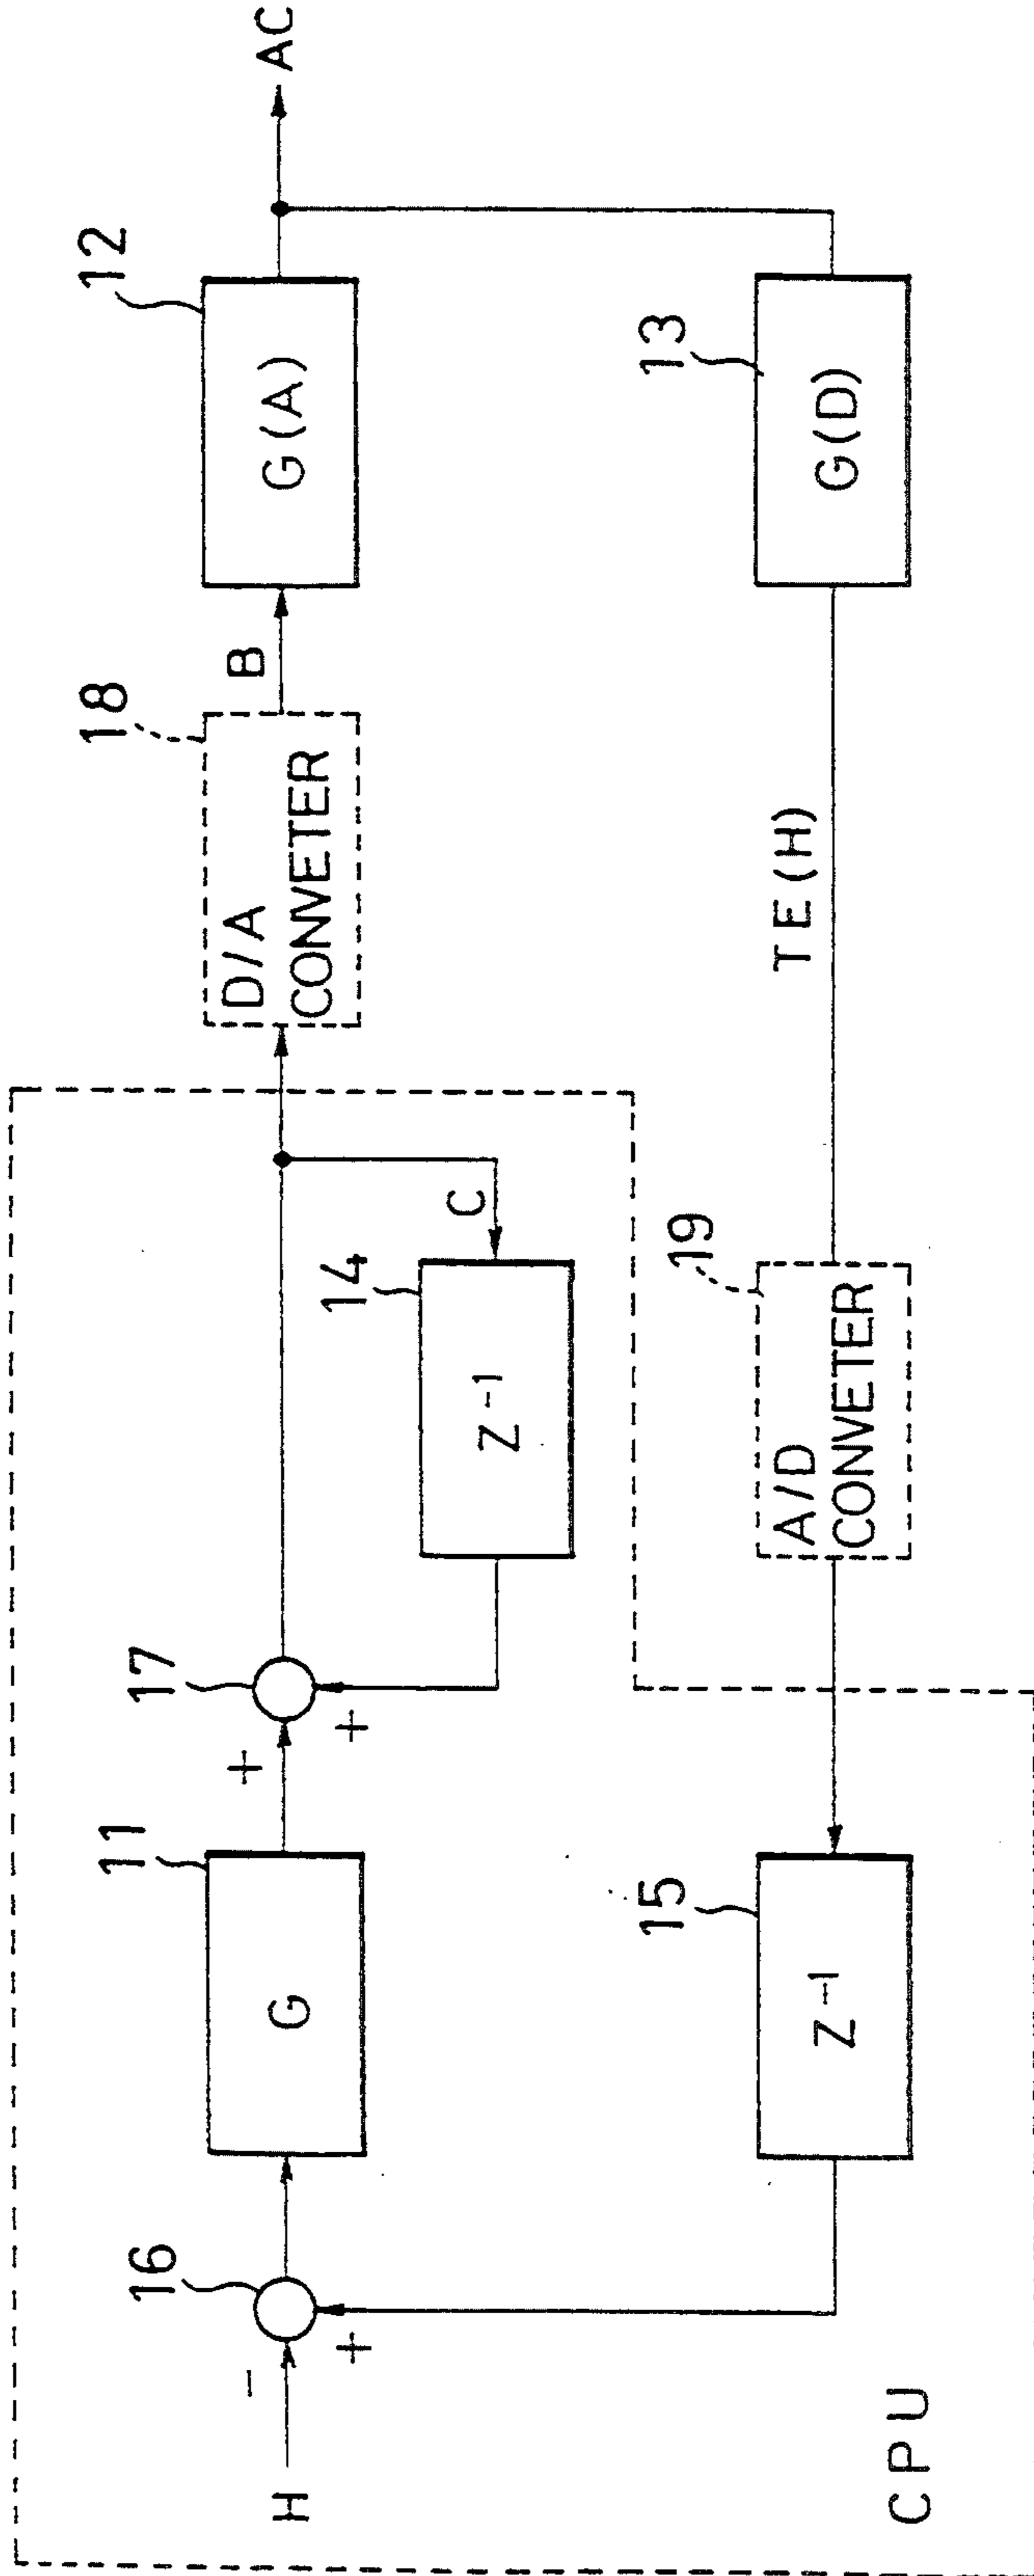 H
−
+
16
G
11
+
+
17
Z⁻¹
14
C
D/A
CONVETER
18
B
G(A)
12
AC
G(D)
13
TE(H)
A/D
CONVETER
19
Z⁻¹
15
CPU